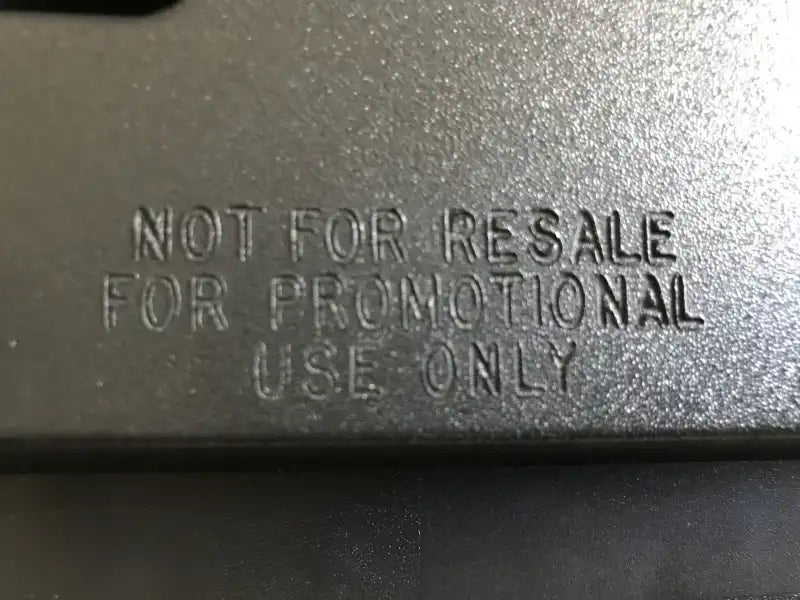 NOT FOR RESALE
FOR PROMOTIONAL
USE ONLY